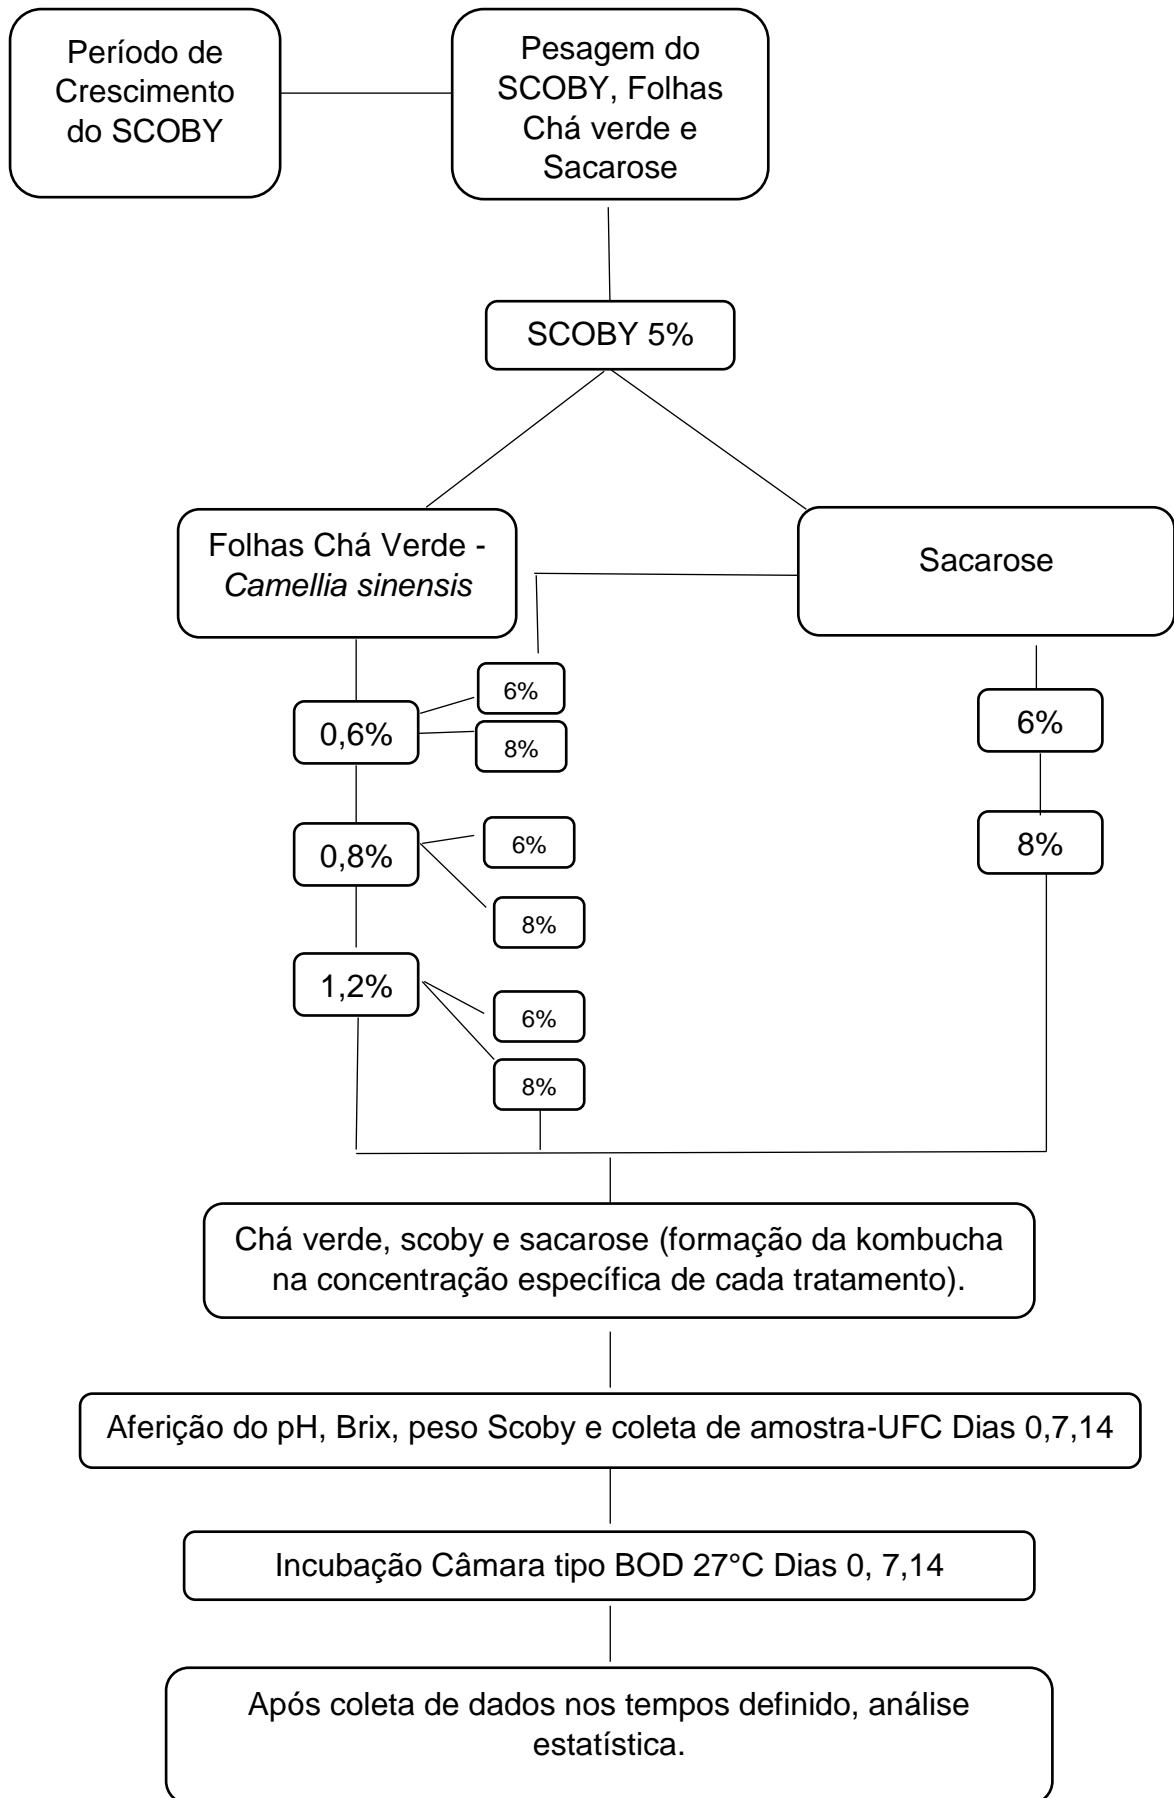 Período de
Crescimento
do SCOBY
Pesagem do
SCOBY, Folhas
Chá verde e
Sacarose
SCOBY 5%
Folhas Chá Verde -
Camellia sinensis
Sacarose
0,6%
6%
8%
0,8%
6%
8%
1,2%
6%
8%
6%
8%
Chá verde, scoby e sacarose (formação da kombucha
na concentração específica de cada tratamento).
Aferição do pH, Brix, peso Scoby e coleta de amostra-UFC Dias 0,7,14
Incubação Câmara tipo BOD 27°C Dias 0, 7,14
Após coleta de dados nos tempos definido, análise
estatística.